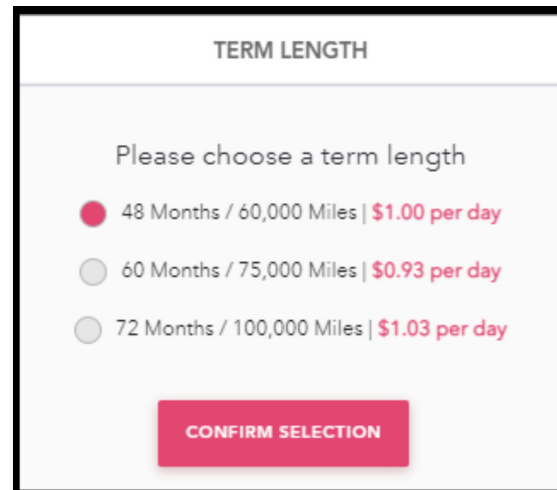 TERM LENGTH
Please choose a term length
48 Months / 60,000 Miles | $1.00 per day
60 Months / 75,000 Miles | $0.93 per day
72 Months / 100,000 Miles | $1.03 per day
CONFIRM SELECTION